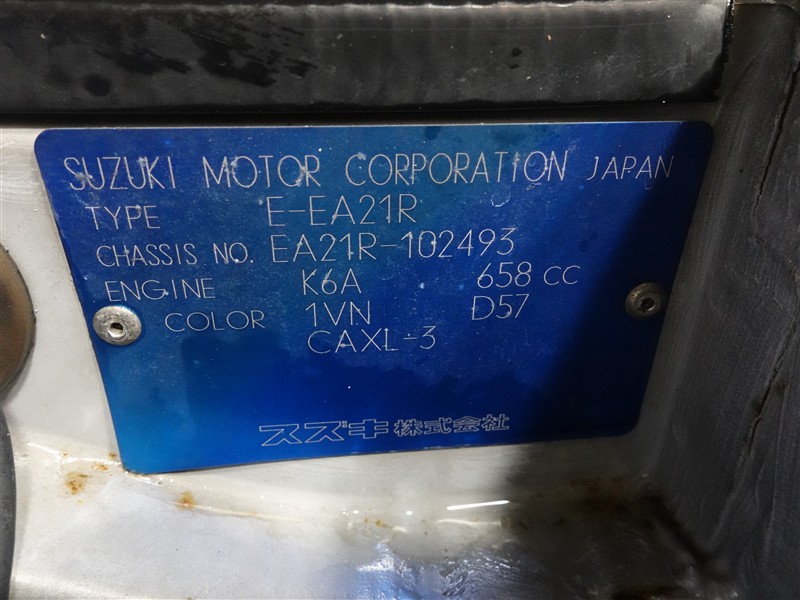 SUZUKI MOTOR CORPORATION JAPAN
TYPE E-EA21R
CHASSIS NO. EA21R-102493
ENGINE K6A 658 CC
COLOR 1VN D57
CAXL-3
スズキ株式会社